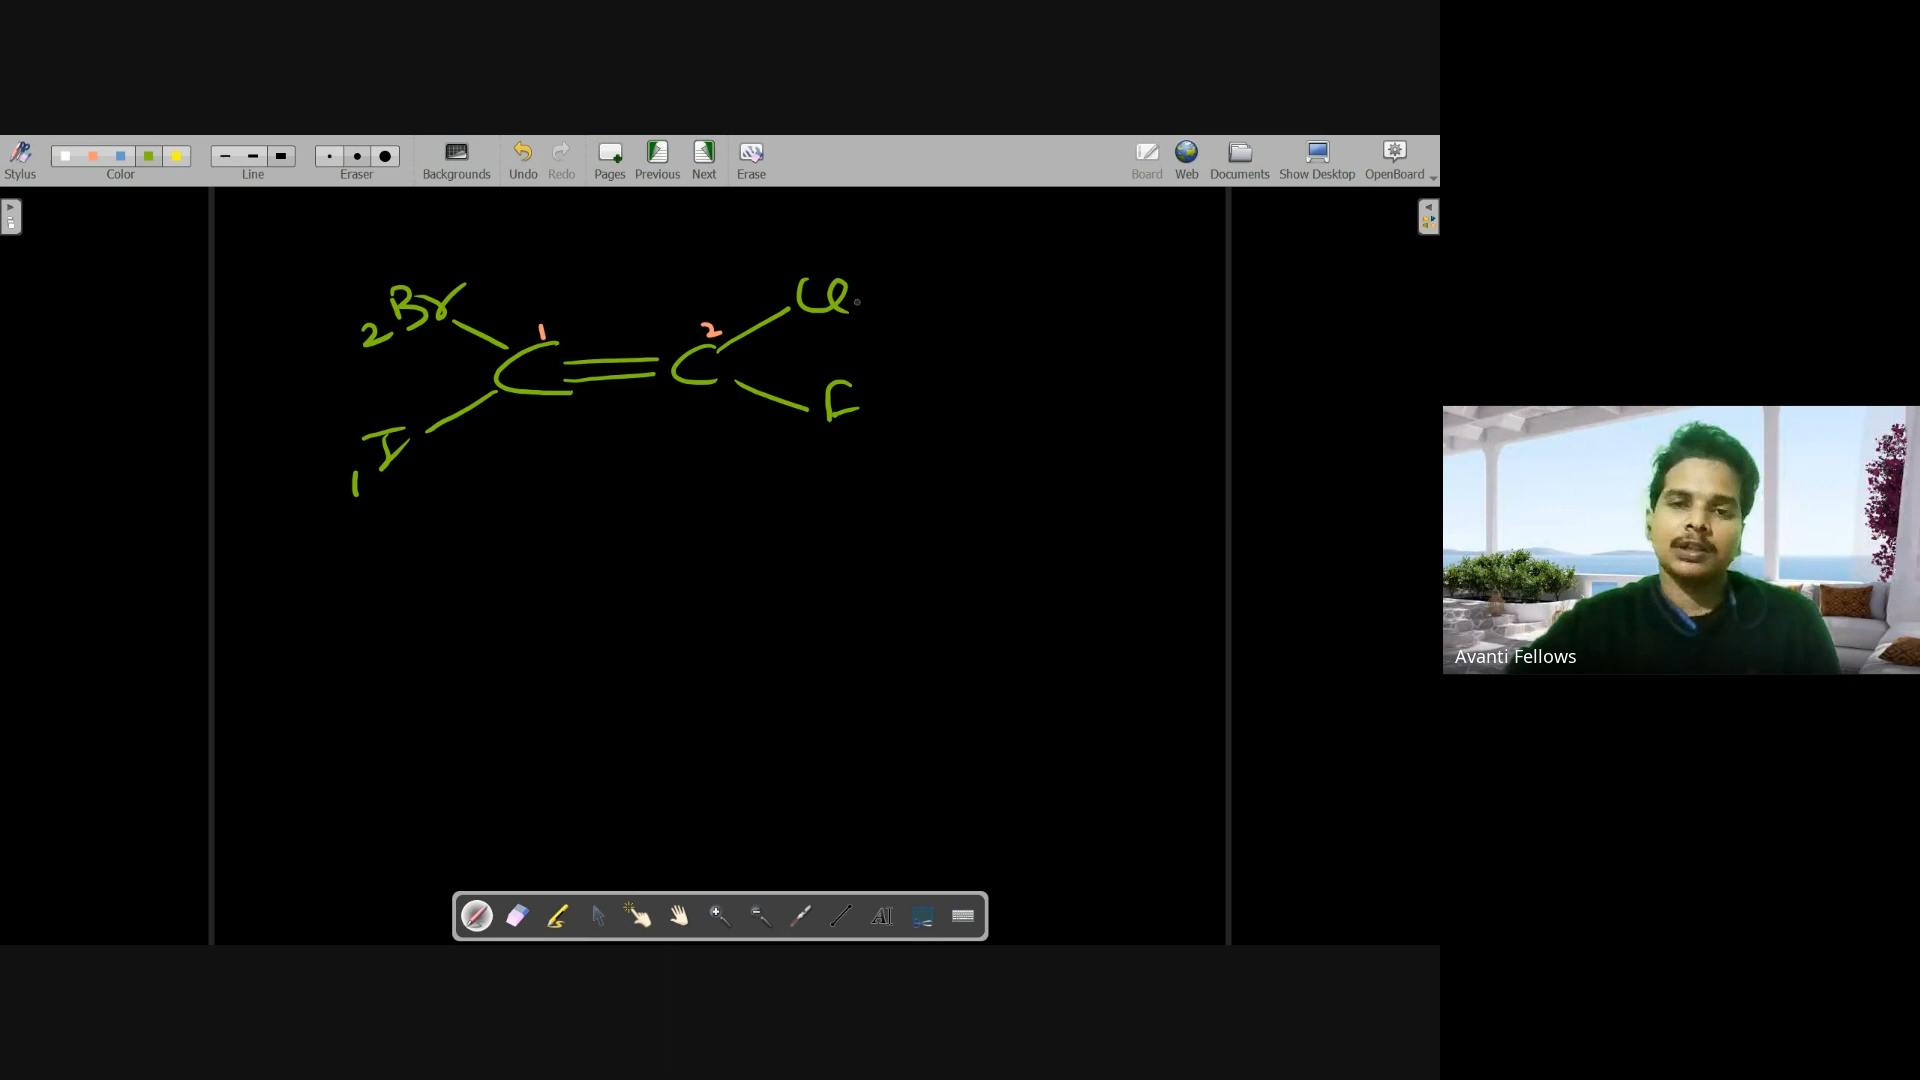 Stylus Color Line Eraser Backgrounds Undo Redo Pages Previous Next Erase Board Web Documents Show Desktop OpenBoard
Br Cl
2 1 2
C = C
I F
1
Avanti Fellows
AI